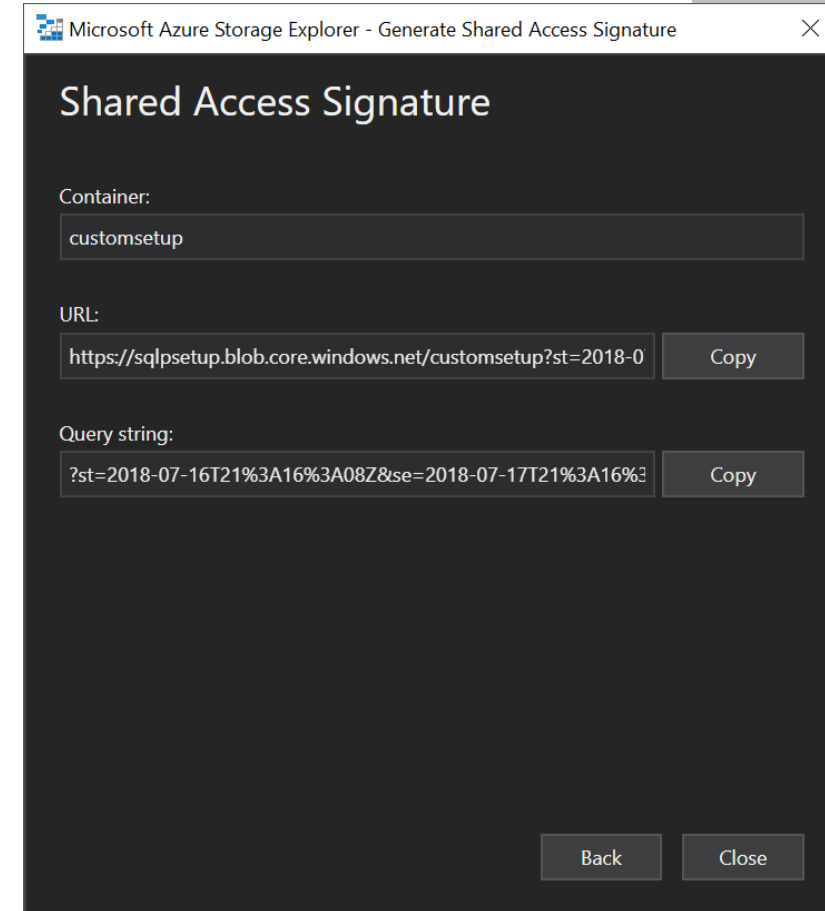 Microsoft Azure Storage Explorer - Generate Shared Access Signature
Shared Access Signature
Container:
customsetup
URL:
https://sqlpsetup.blob.core.windows.net/customsetup?st=2018-0
Copy
Query string:
?st=2018-07-16T21%3A16%3A08Z&se=2018-07-17T21%3A16%3
Copy
Back
Close